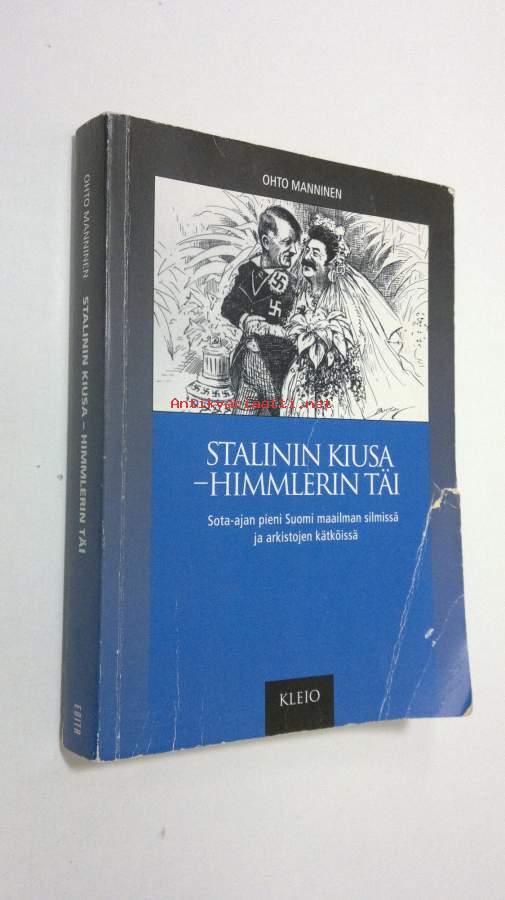 OHTO MANNINEN
STALININ KIUSA
–HIMMLERIN TÄI
Sota-ajan pieni Suomi maailman silmissä
ja arkistojen kätköissä
KLEIO
OHTO MANNINEN STALININ KIUSA – HIMMLERIN TÄI
EDITA
Antikvariaatti.net